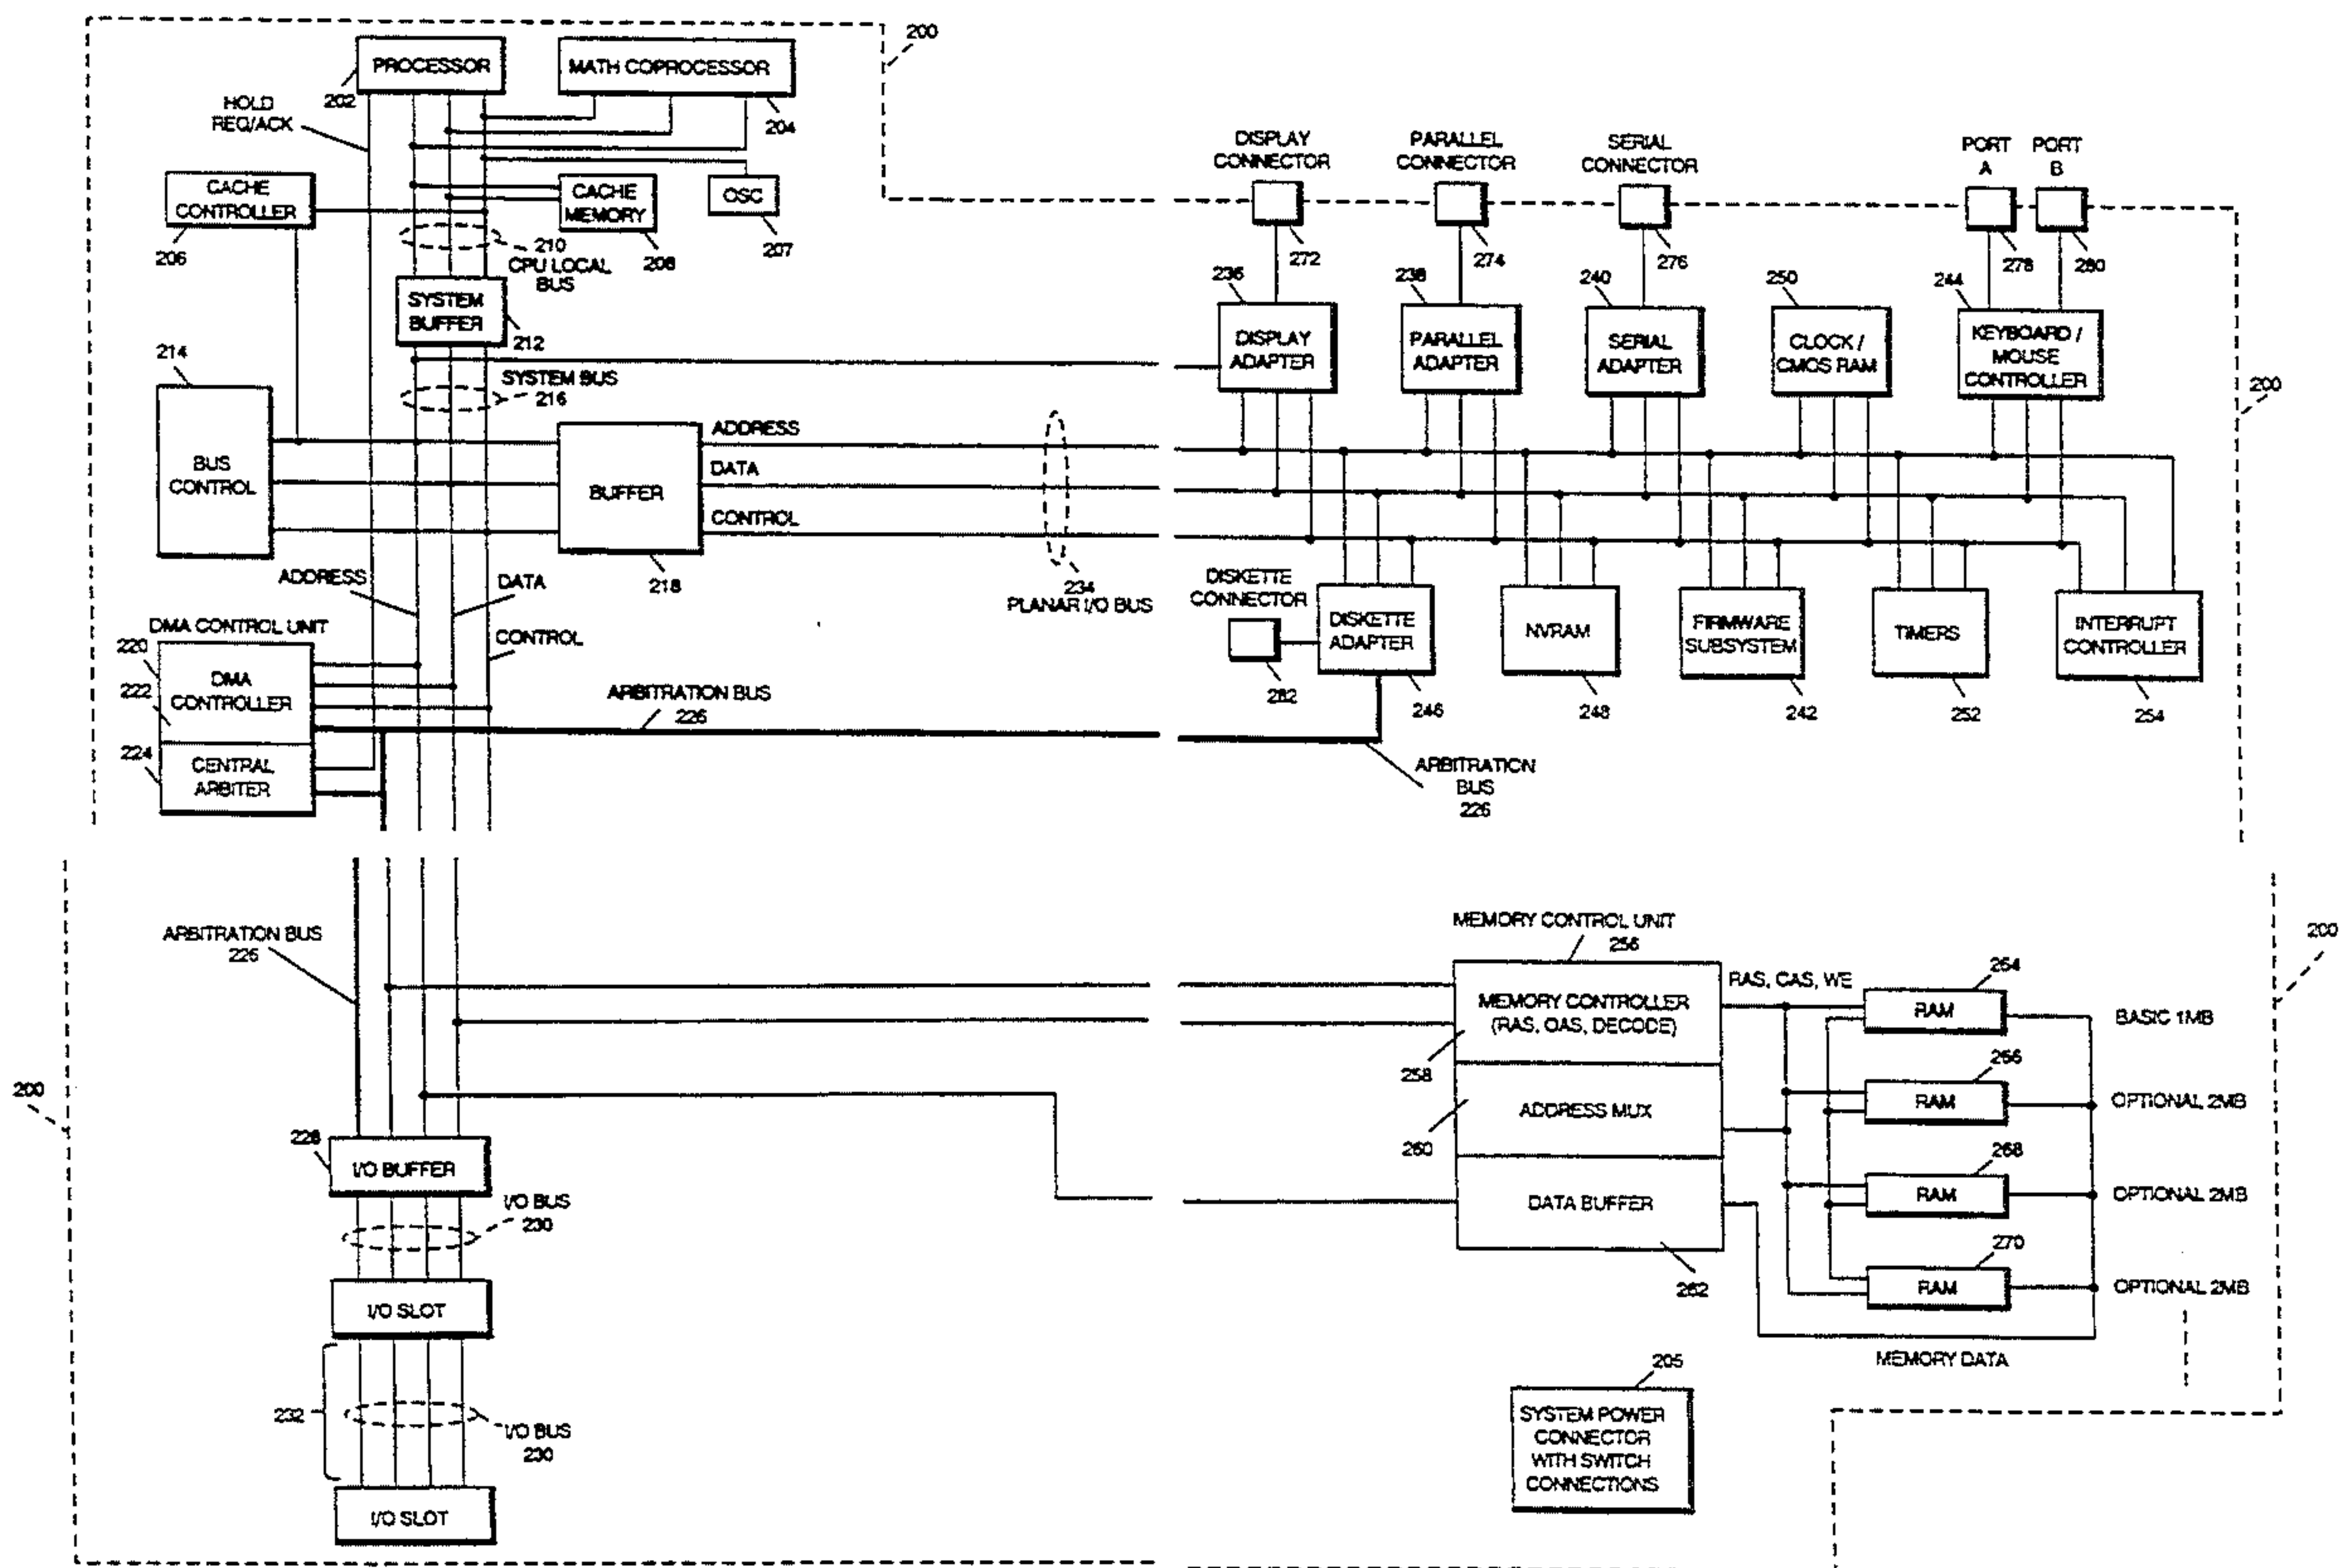 200
PROCESSOR
202
MATH COPROCESSOR
204
HOLD
REQ/ACK
CACHE
CONTROLLER
206
CACHE
MEMORY
208
OSC
207
210
CPU LOCAL
BUS
SYSTEM
BUFFER
212
SYSTEM BUS
216
214
BUS
CONTROL
BUFFER
218
ADDRESS
DATA
CONTROL
234
PLANAR I/O BUS
ADDRESS
DATA
CONTROL
DMA CONTROL UNIT
220
222
DMA
CONTROLLER
224
CENTRAL
ARBITER
ARBITRATION BUS
226
DISPLAY
CONNECTOR
272
PARALLEL
CONNECTOR
274
SERIAL
CONNECTOR
276
PORT
A
278
PORT
B
280
236
DISPLAY
ADAPTER
238
PARALLEL
ADAPTER
240
SERIAL
ADAPTER
250
CLOCK /
CMOS RAM
244
KEYBOARD /
MOUSE
CONTROLLER
200
DISKETTE
CONNECTOR
282
DISKETTE
ADAPTER
246
NVRAM
248
FIRMWARE
SUBSYSTEM
242
TIMERS
252
INTERRUPT
CONTROLLER
254
ARBITRATION
BUS
226
200
ARBITRATION BUS
226
228
I/O BUFFER
I/O BUS
230
I/O SLOT
232
I/O BUS
230
I/O SLOT
MEMORY CONTROL UNIT
256
MEMORY CONTROLLER
(RAS, CAS, DECODE)
258
ADDRESS MUX
260
DATA BUFFER
262
RAS, CAS, WE
264
RAM
BASIC 1MB
266
RAM
OPTIONAL 2MB
268
RAM
OPTIONAL 2MB
270
RAM
OPTIONAL 2MB
MEMORY DATA
200
205
SYSTEM POWER
CONNECTOR
WITH SWITCH
CONNECTIONS